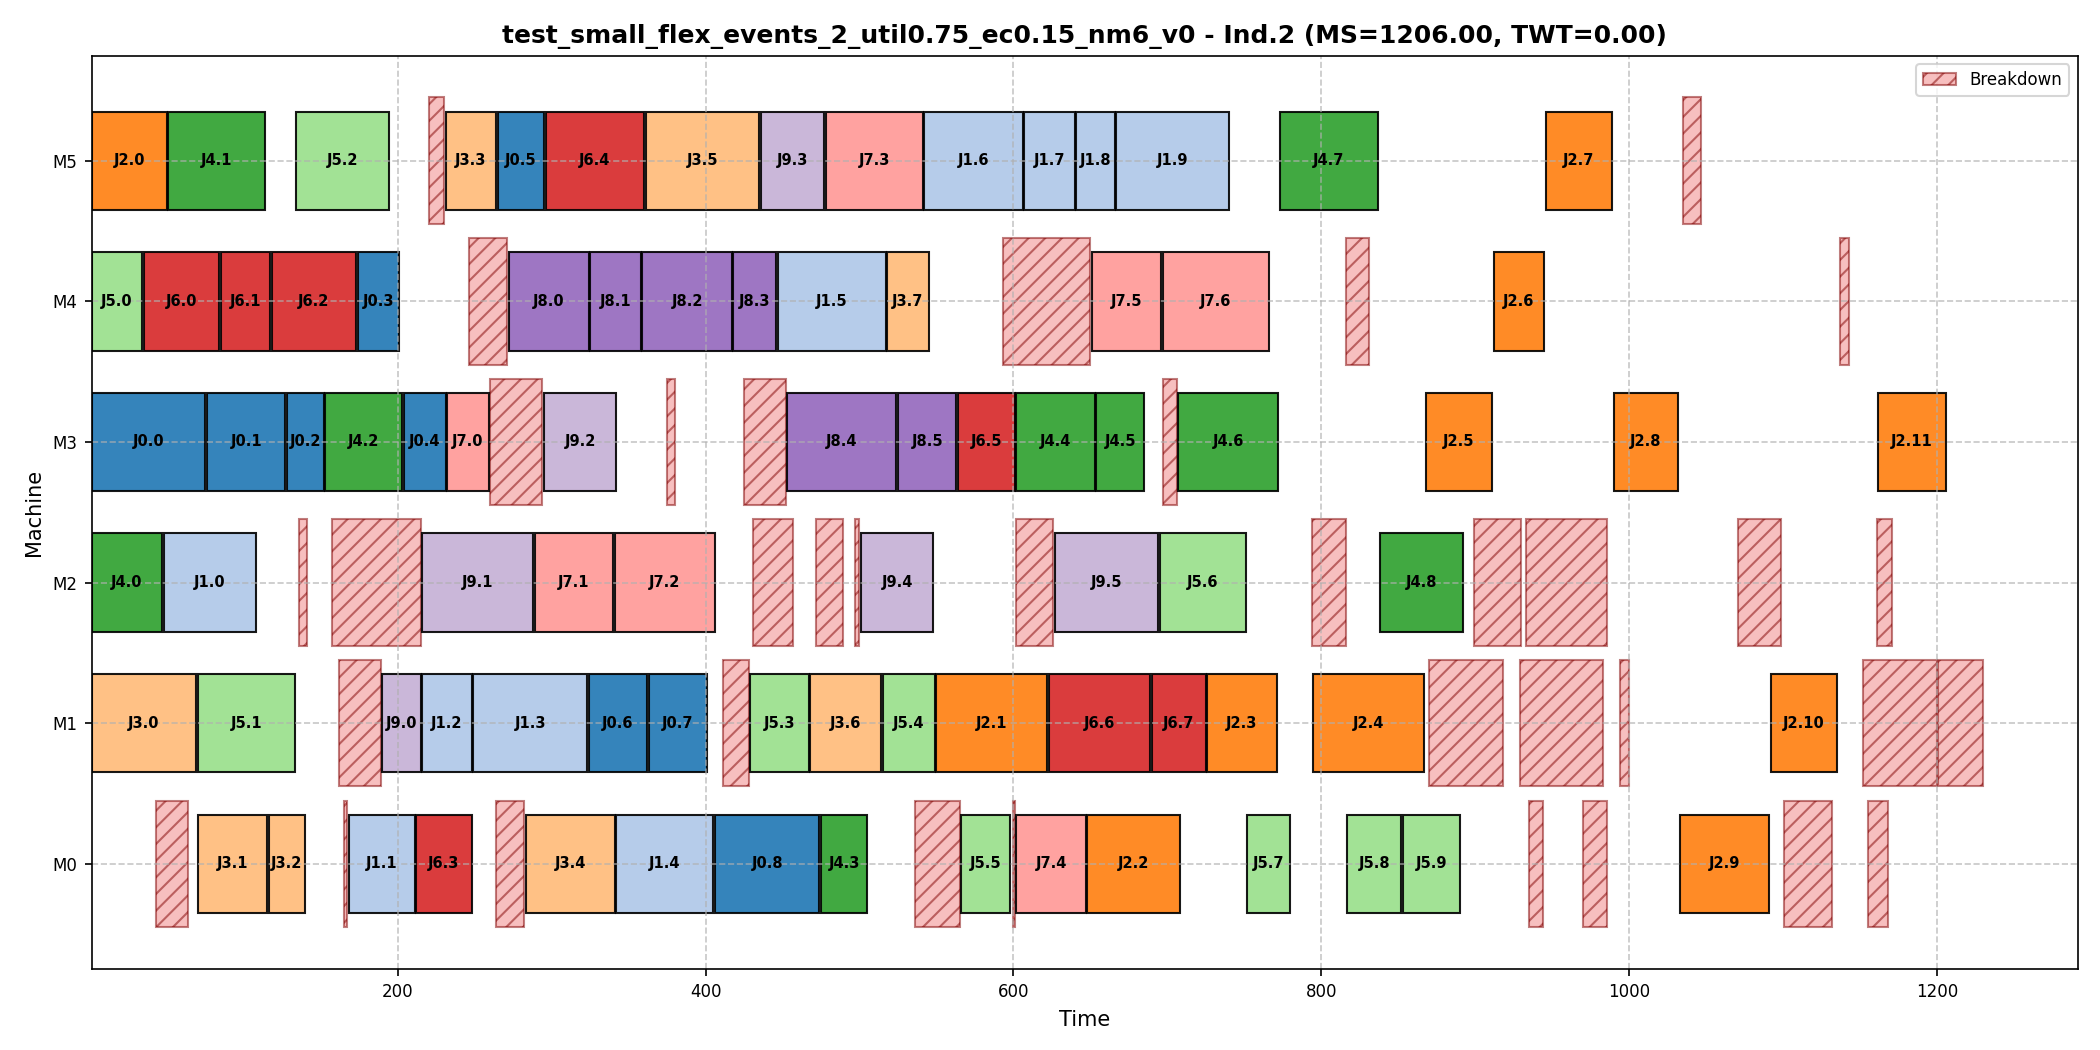 test_small_flex_events_2_util0.75_ec0.15_nm6_v0 - Ind.2 (MS=1206.00, TWT=0.00)
Breakdown
M5 J2.0 J4.1 J5.2 J3.3 J0.5 J6.4 J3.5 J9.3 J7.3 J1.6 J1.7 J1.8 J1.9 J4.7 J2.7
M4 J5.0 J6.0 J6.1 J6.2 J0.3 J8.0 J8.1 J8.2 J8.3 J1.5 J3.7 J7.5 J7.6 J2.6
M3 J0.0 J0.1 J0.2 J4.2 J0.4 J7.0 J9.2 J8.4 J8.5 J6.5 J4.4 J4.5 J4.6 J2.5 J2.8 J2.11
Machine
M2 J4.0 J1.0 J9.1 J7.1 J7.2 J9.4 J9.5 J5.6 J4.8
M1 J3.0 J5.1 J9.0 J1.2 J1.3 J0.6 J0.7 J5.3 J3.6 J5.4 J2.1 J6.6 J6.7 J2.3 J2.4 J2.10
M0 J3.1 J3.2 J1.1 J6.3 J3.4 J1.4 J0.8 J4.3 J5.5 J7.4 J2.2 J5.7 J5.8 J5.9 J2.9
200 400 600 800 1000 1200
Time